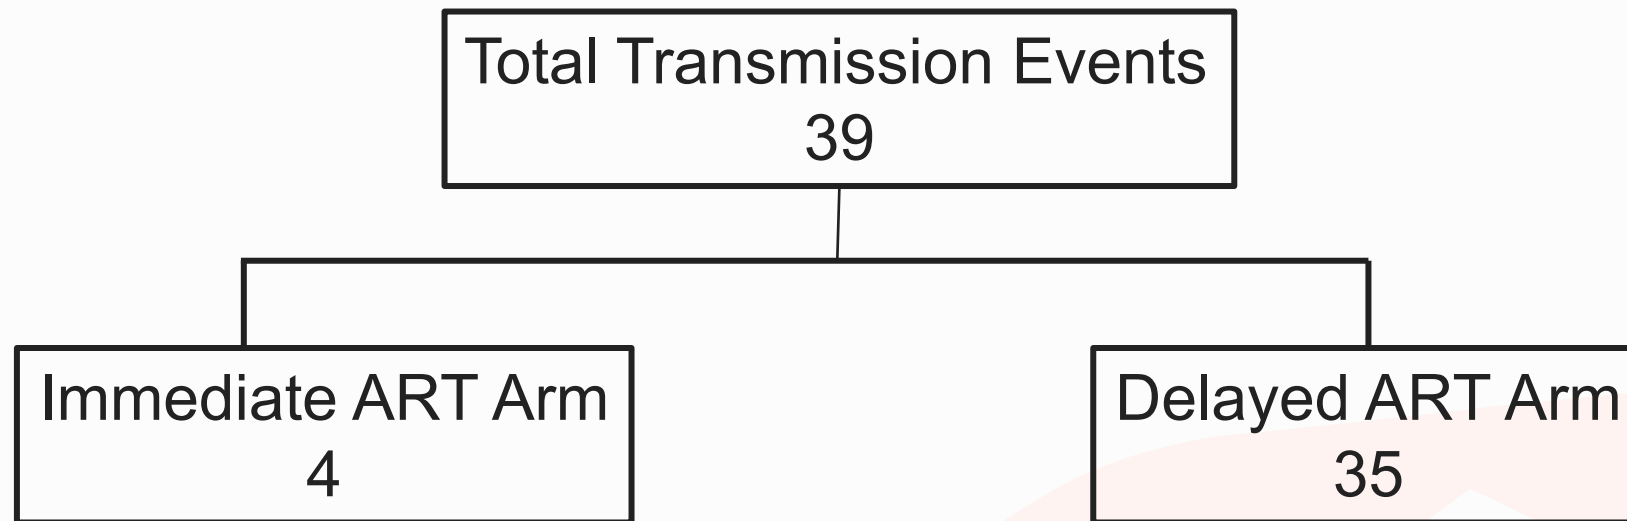 Total Transmission Events
39
Immediate ART Arm
4
Delayed ART Arm
35